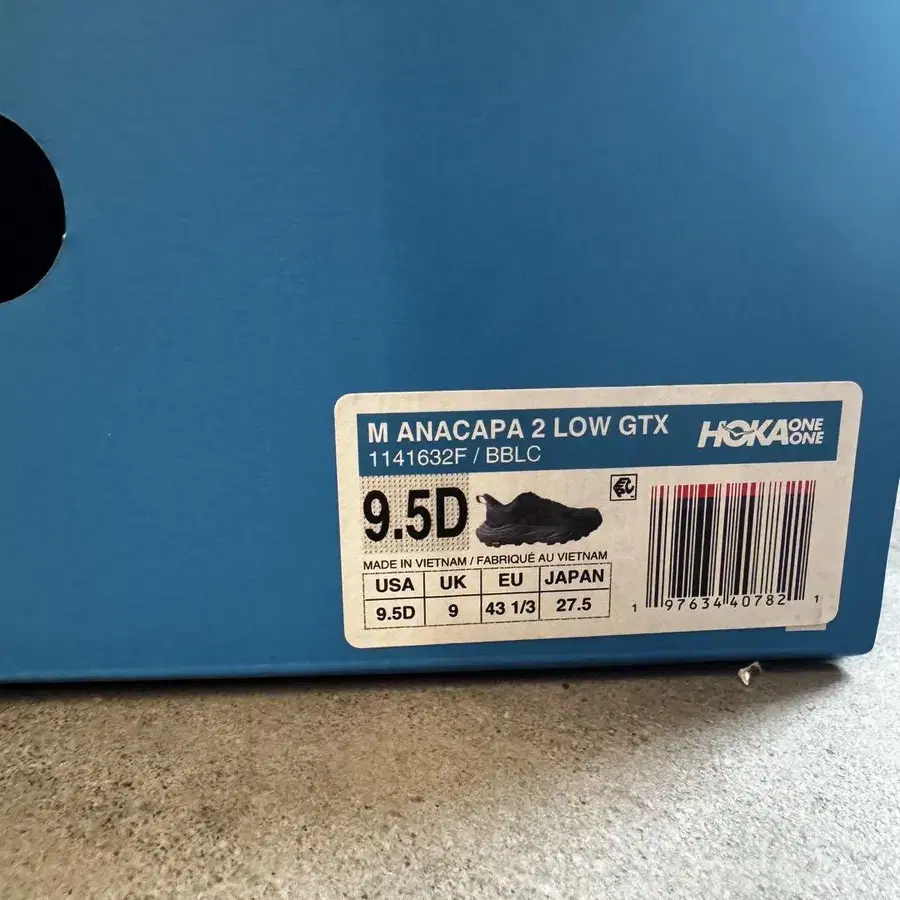 M ANACAPA 2 LOW GTX
HOKA ONE ONE
1141632F / BBLC
9.5D
MADE IN VIETNAM / FABRIQUÉ AU VIETNAM
USA UK EU JAPAN
9.5D 9 43 1/3 27.5
1 97634 40782 1